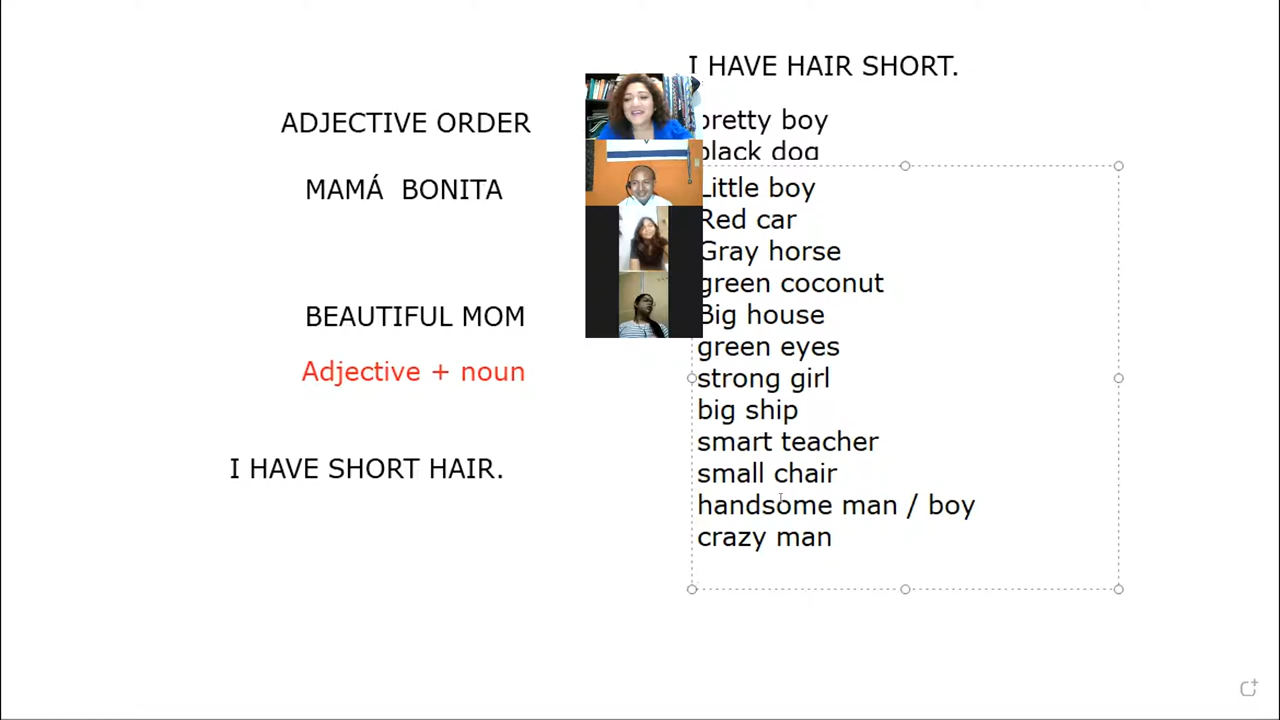 ADJECTIVE ORDER
MAMÁ BONITA
BEAUTIFUL MOM
Adjective + noun
I HAVE SHORT HAIR.
I HAVE HAIR SHORT.
pretty boy
black dog
Little boy
Red car
Gray horse
green coconut
Big house
green eyes
strong girl
big ship
smart teacher
small chair
handsome man / boy
crazy man